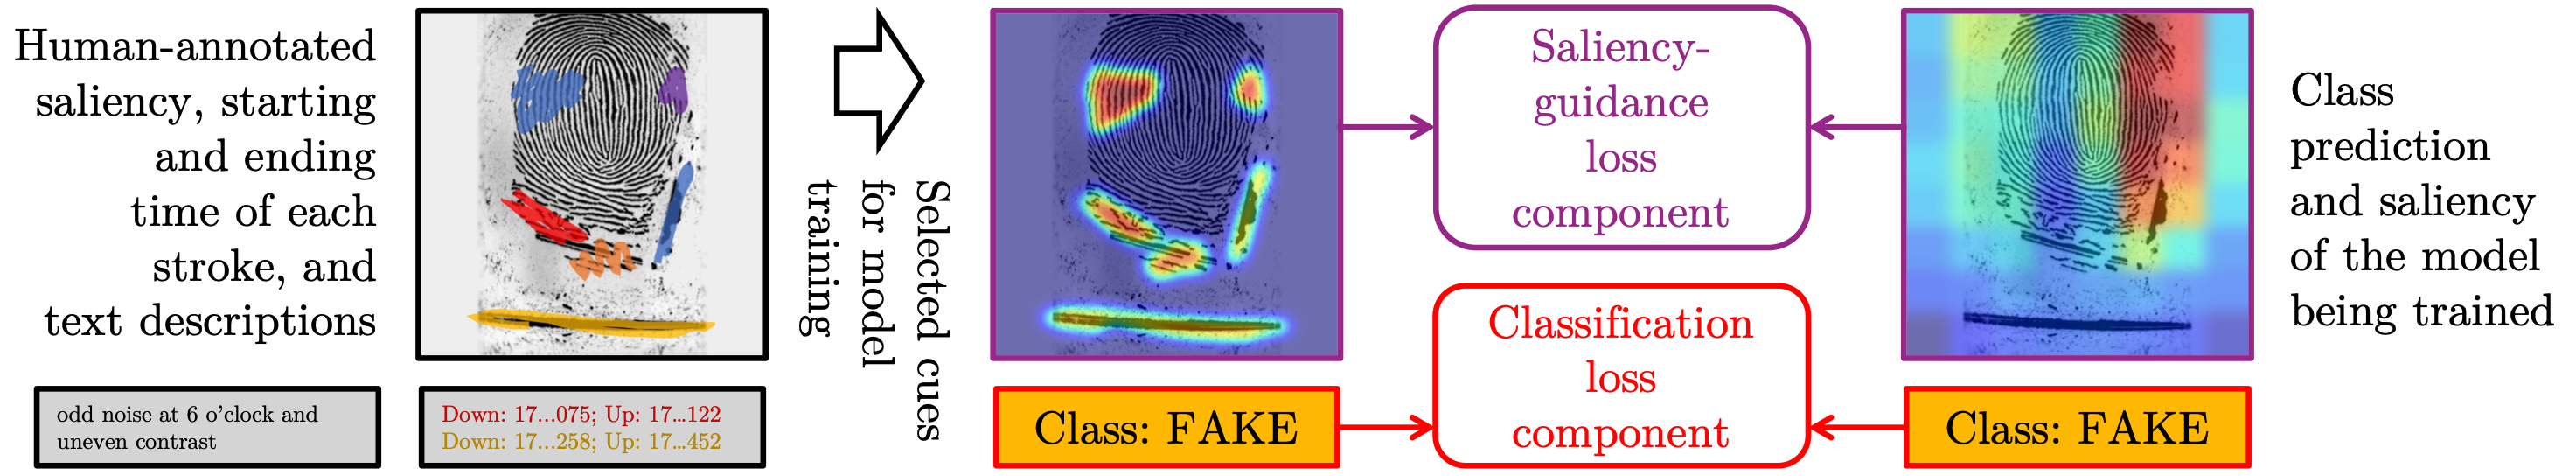 Human-annotated
saliency, starting
and ending
time of each
stroke, and
text descriptions
odd noise at 6 o’clock and
uneven contrast
Down: 17...075; Up: 17...122
Down: 17...258; Up: 17...452
Selected cues
for model
training
Class: FAKE
Saliency-
guidance
loss
component
Classification
loss
component
Class: FAKE
Class
prediction
and saliency
of the model
being trained